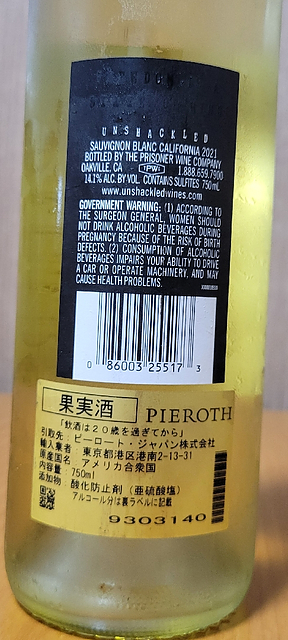 UNSHACKLED
SAUVIGNON BLANC CALIFORNIA 2021
BOTTLED BY THE PRISONER WINE COMPANY
OAKVILLE, CA TPWC 1.888.659.7900
14.1% ALC. BY VOL. CONTAINS SULFITES 750mL
www.unshackledwines.com
GOVERNMENT WARNING: (1) ACCORDING TO
THE SURGEON GENERAL, WOMEN SHOULD
NOT DRINK ALCOHOLIC BEVERAGES DURING
PREGNANCY BECAUSE OF THE RISK OF BIRTH
DEFECTS. (2) CONSUMPTION OF ALCOHOLIC
BEVERAGES IMPAIRS YOUR ABILITY TO DRIVE
A CAR OR OPERATE MACHINERY, AND MAY
CAUSE HEALTH PROBLEMS.
0 86003 25517 3
果実酒 PIEROTH
「飲酒は20歳を過ぎてから」
引取先：ピーロート・ジャパン株式会社
輸入業者 東京都港区港南2-13-31
原産国名 アメリカ合衆国
内容量 750ml
添加物 酸化防止剤（亜硫酸塩）
アルコール分は裏ラベルに記載
9303140